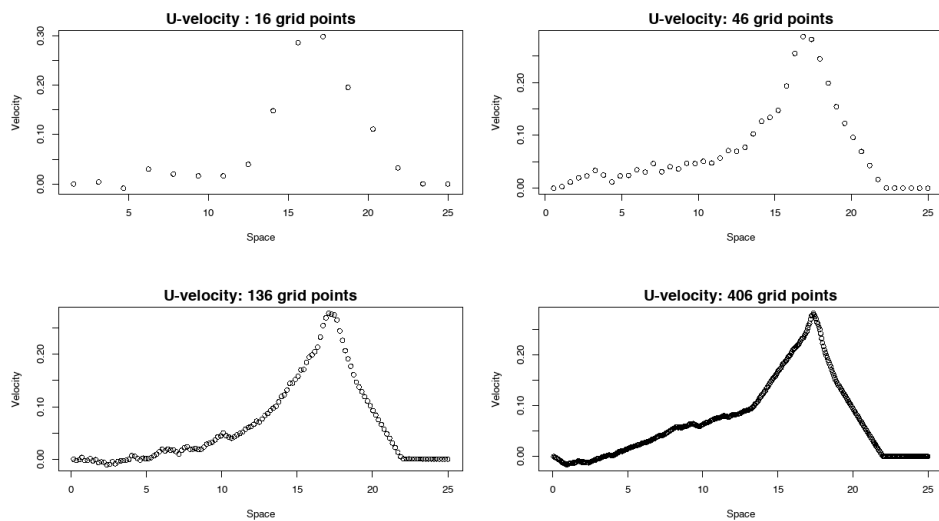 U-velocity : 16 grid points
Velocity
0.00 0.10 0.20 0.30
5 10 15 20 25
Space
U-velocity: 46 grid points
Velocity
0.00 0.10 0.20
0 5 10 15 20 25
Space
U-velocity: 136 grid points
Velocity
0.00 0.10 0.20
0 5 10 15 20 25
Space
U-velocity: 406 grid points
Velocity
0.00 0.10 0.20
0 5 10 15 20 25
Space